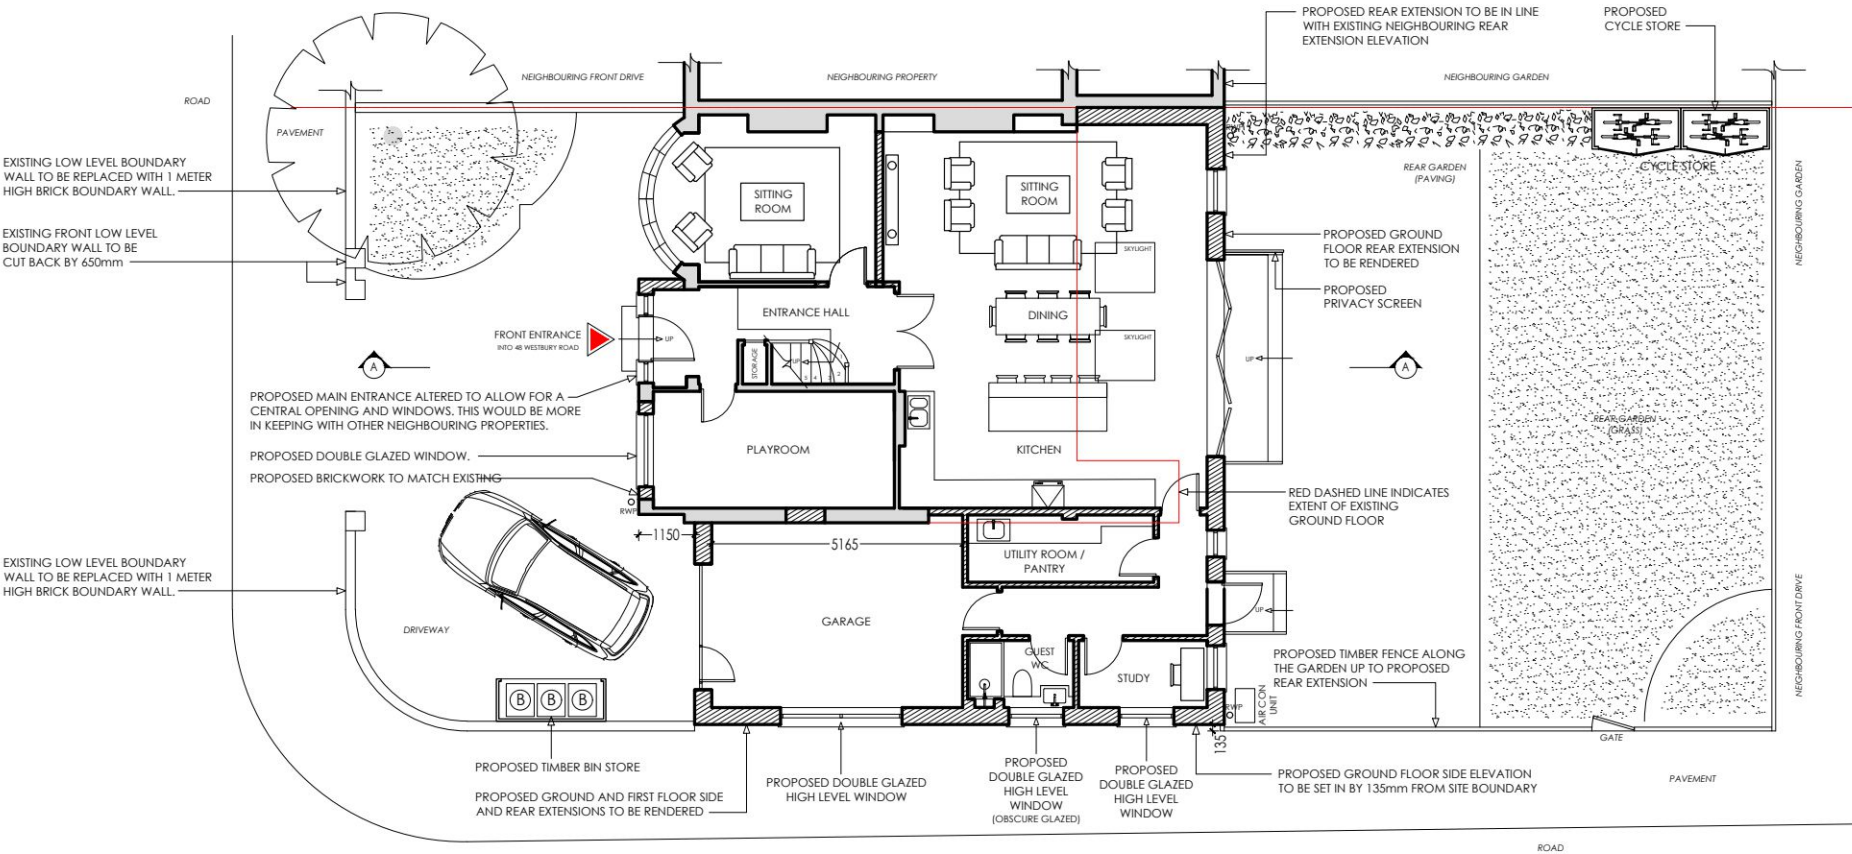 PROPOSED REAR EXTENSION TO BE IN LINE
WITH EXISTING NEIGHBOURING REAR
EXTENSION ELEVATION
PROPOSED
CYCLE STORE
NEIGHBOURING FRONT DRIVE
NEIGHBOURING PROPERTY
NEIGHBOURING GARDEN
ROAD
PAVEMENT
EXISTING LOW LEVEL BOUNDARY
WALL TO BE REPLACED WITH 1 METER
HIGH BRICK BOUNDARY WALL.
EXISTING FRONT LOW LEVEL
BOUNDARY WALL TO BE
CUT BACK BY 650mm
SITTING
ROOM
SITTING
ROOM
SKYLIGHT
REAR GARDEN
(PAVING)
CYCLE STORE
NEIGHBOURING GARDEN
PROPOSED GROUND
FLOOR REAR EXTENSION
TO BE RENDERED
PROPOSED
PRIVACY SCREEN
FRONT ENTRANCE
INTO 48 WESTBURY ROAD
UP
ENTRANCE HALL
STORAGE
UP
5
4
3
2
1
DINING
SKYLIGHT
UP
A
A
PROPOSED MAIN ENTRANCE ALTERED TO ALLOW FOR A
CENTRAL OPENING AND WINDOWS. THIS WOULD BE MORE
IN KEEPING WITH OTHER NEIGHBOURING PROPERTIES.
PROPOSED DOUBLE GLAZED WINDOW.
PROPOSED BRICKWORK TO MATCH EXISTING
RWP
PLAYROOM
KITCHEN
REAR GARDEN
(GRASS)
RED DASHED LINE INDICATES
EXTENT OF EXISTING
GROUND FLOOR
1150
5165
UTILITY ROOM /
PANTRY
EXISTING LOW LEVEL BOUNDARY
WALL TO BE REPLACED WITH 1 METER
HIGH BRICK BOUNDARY WALL.
DRIVEWAY
GARAGE
UP
GUEST
WC
STUDY
NEIGHBOURING FRONT DRIVE
PROPOSED TIMBER FENCE ALONG
THE GARDEN UP TO PROPOSED
REAR EXTENSION
B
B
B
RWP
AIR CON
UNIT
135
GATE
PROPOSED TIMBER BIN STORE
PROPOSED GROUND AND FIRST FLOOR SIDE
AND REAR EXTENSIONS TO BE RENDERED
PROPOSED DOUBLE GLAZED
HIGH LEVEL WINDOW
PROPOSED
DOUBLE GLAZED
HIGH LEVEL
WINDOW
(OBSCURE GLAZED)
PROPOSED
DOUBLE GLAZED
HIGH LEVEL
WINDOW
PROPOSED GROUND FLOOR SIDE ELEVATION
TO BE SET IN BY 135mm FROM SITE BOUNDARY
PAVEMENT
ROAD